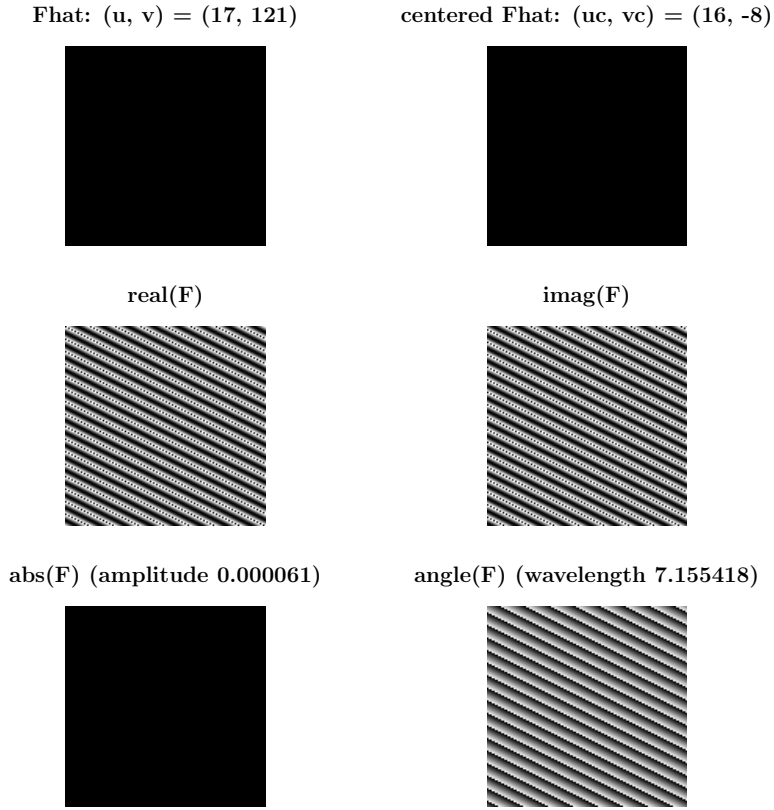 Fhat: (u, v) = (17, 121)
centered Fhat: (uc, vc) = (16, -8)
real(F)
imag(F)
abs(F) (amplitude 0.000061)
angle(F) (wavelength 7.155418)